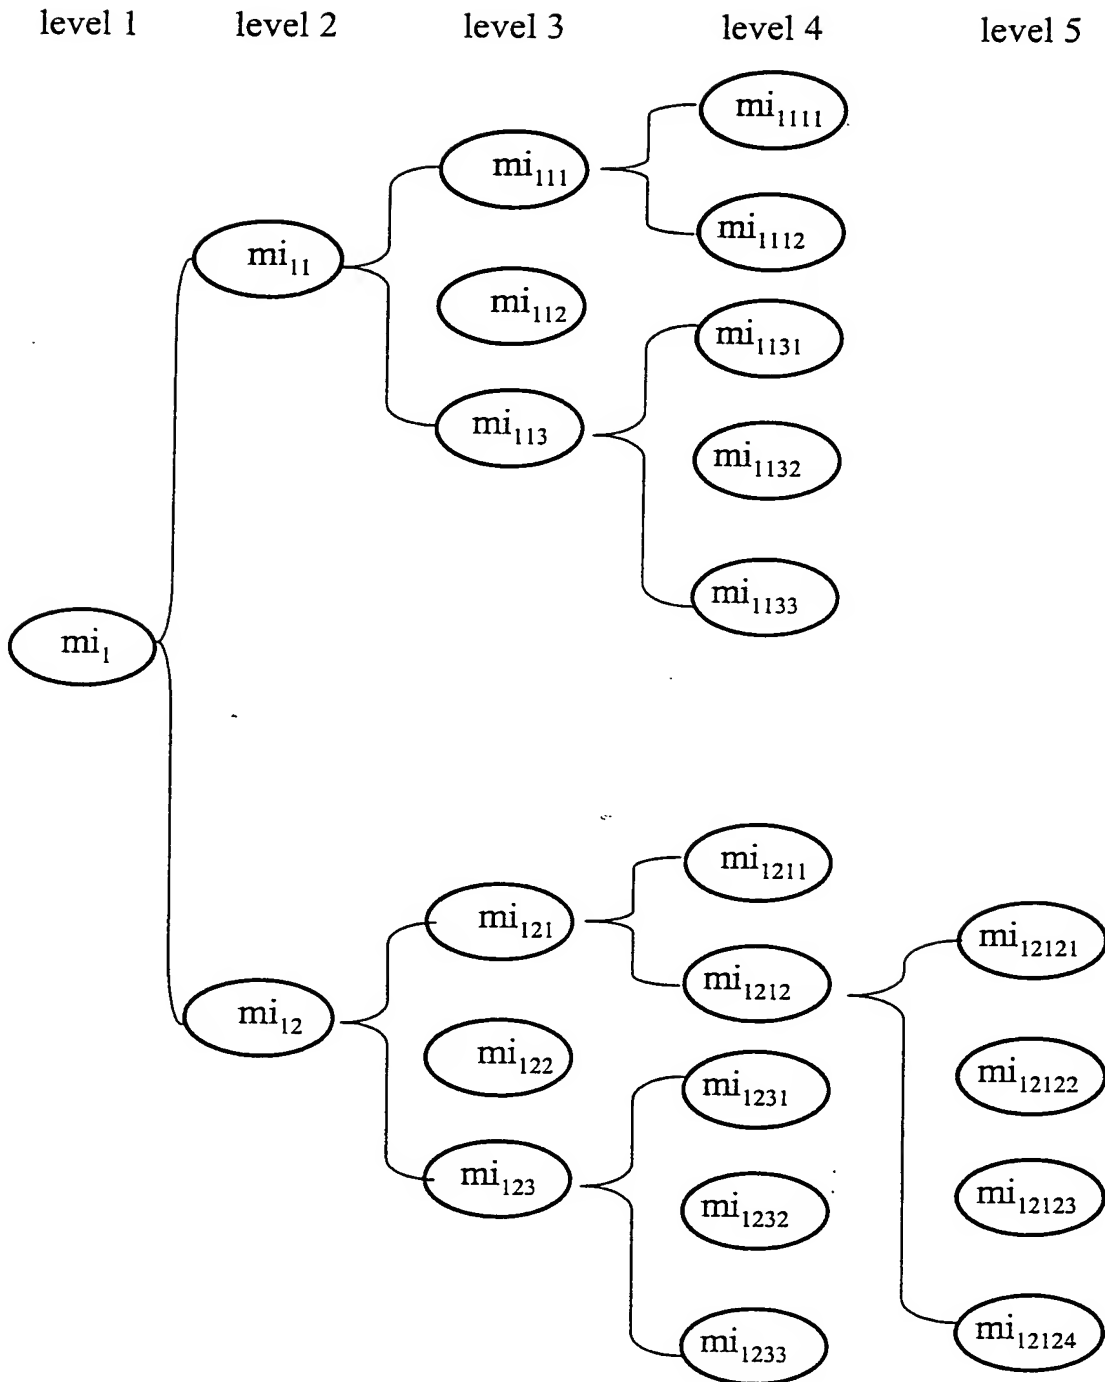 level 1 level 2 level 3 level 4 level 5
mi₁₁₁₁
mi₁₁₁
mi₁₁₁₂
mi₁₁
mi₁₁₂
mi₁₁₃₁
mi₁₁₃
mi₁₁₃₂
mi₁₁₃₃
mi₁
mi₁₂₁₁
mi₁₂₁
mi₁₂₁₂₁
mi₁₂₁₂
mi₁₂
mi₁₂₂
mi₁₂₁₂₂
mi₁₂₃₁
mi₁₂₃
mi₁₂₁₂₃
mi₁₂₃₂
mi₁₂₁₂₄
mi₁₂₃₃